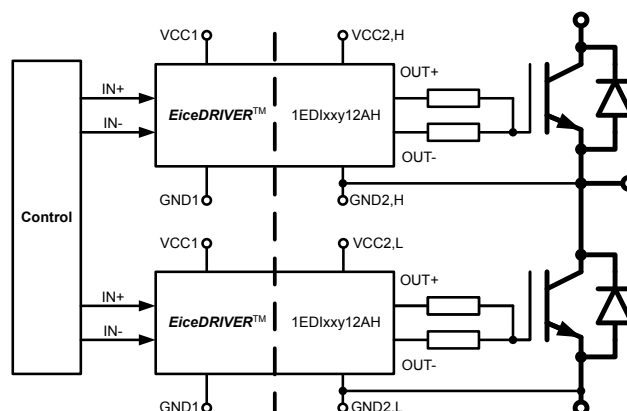 VCC1
VCC2,H
OUT+
IN+
EiceDRIVER™
1EDIxxy12AH
IN-
OUT-
GND1
GND2,H
Control
VCC1
VCC2,L
OUT+
IN+
EiceDRIVER™
1EDIxxy12AH
IN-
OUT-
GND1
GND2,L